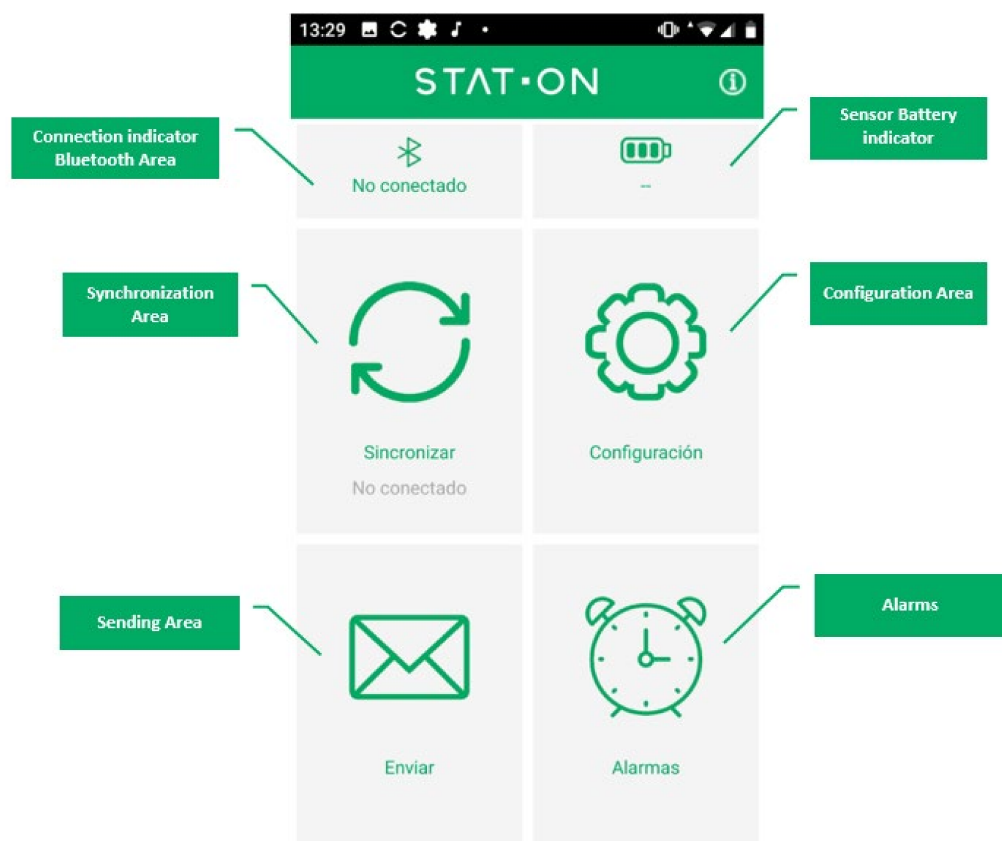 13:29
STAT·ON
Connection indicator
Bluetooth Area
No conectado
--
Sensor Battery
indicator
Synchronization
Area
Sincronizar
No conectado
Configuración
Configuration Area
Sending Area
Enviar
Alarmas
Alarms